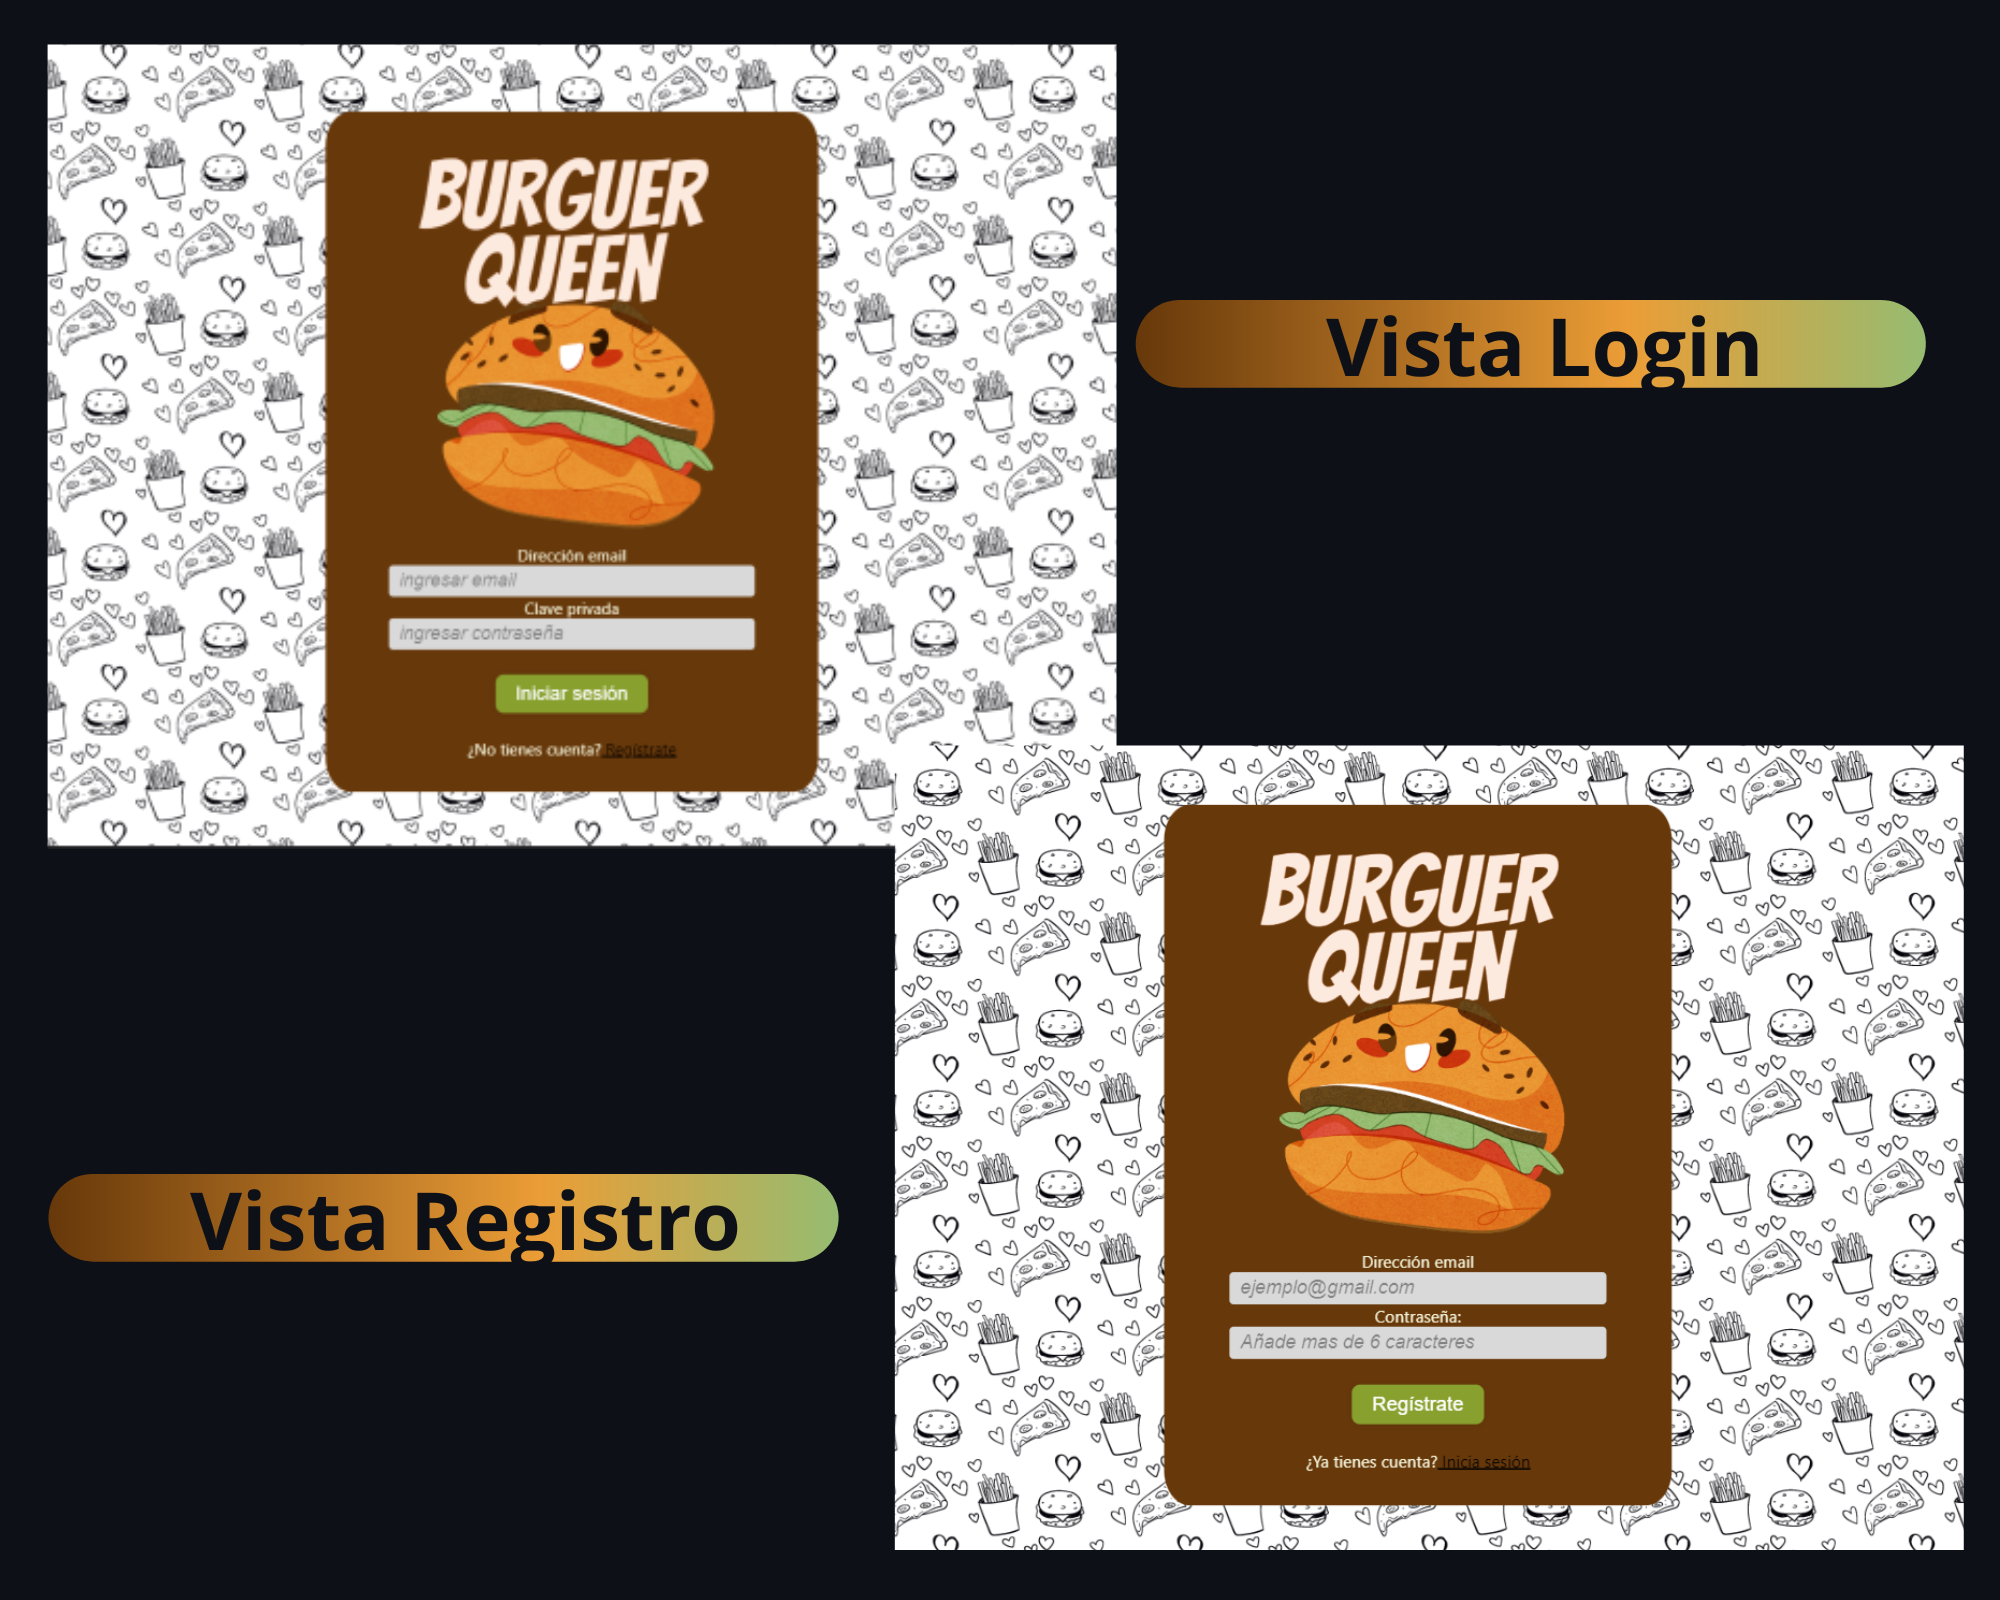 BURGUER
QUEEN
Dirección email
ingresar email
Clave privada
ingresar contraseña
Iniciar sesión
¿No tienes cuenta? Regístrate
Vista Login
Vista Registro
BURGUER
QUEEN
Dirección email
ejemplo@gmail.com
Contraseña:
Añade mas de 6 caracteres
Regístrate
¿Ya tienes cuenta? Inicia sesión